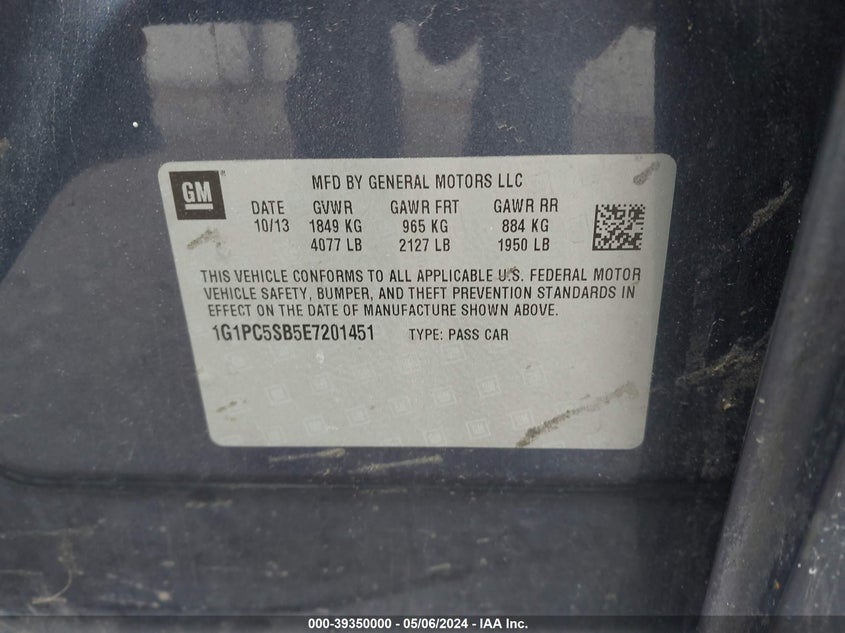 GM
MFD BY GENERAL MOTORS LLC
DATE GVWR GAWR FRT GAWR RR
10/13 1849 KG 965 KG 884 KG
4077 LB 2127 LB 1950 LB
THIS VEHICLE CONFORMS TO ALL APPLICABLE U.S. FEDERAL MOTOR
VEHICLE SAFETY, BUMPER, AND THEFT PREVENTION STANDARDS IN
EFFECT ON THE DATE OF MANUFACTURE SHOWN ABOVE.
1G1PC5SB5E7201451 TYPE: PASS CAR
000-39350000 - 05/06/2024 - IAA Inc.